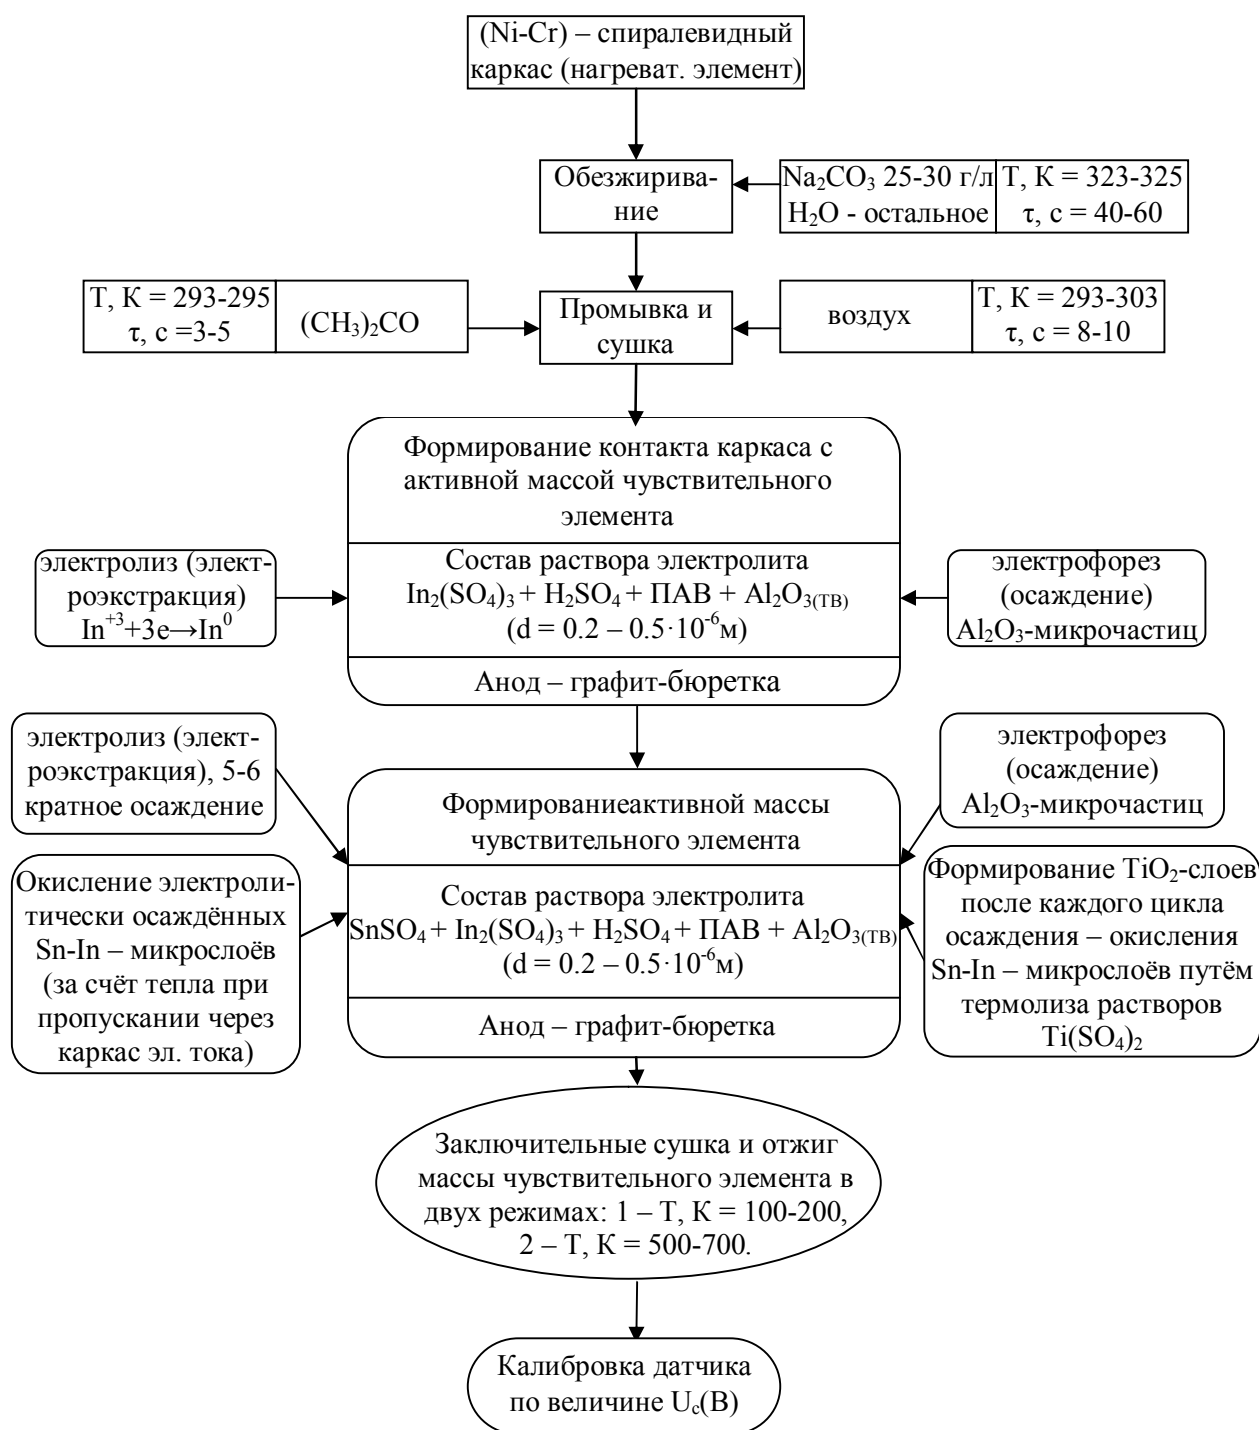 (Ni-Cr) – спиралевидный
каркас (нагреват. элемент)
Обезжирива-
ние
Na₂CO₃ 25-30 г/л
H₂O - остальное
T, К = 323-325
τ, с = 40-60
T, К = 293-295
τ, с =3-5
(CH₃)₂CO
Промывка и
сушка
воздух
T, К = 293-303
τ, с = 8-10
Формирование контакта каркаса с
активной массой чувствительного
элемента
электролиз (элект-
роэкстракция)
In⁺³+3e→In⁰
Состав раствора электролита
In₂(SO₄)₃ + H₂SO₄ + ПАВ + Al₂O₃(ТВ)
(d = 0.2 – 0.5·10⁻⁶м)
Анод – графит-бюретка
электрофорез
(осаждение)
Al₂O₃-микрочастиц
электролиз (элект-
роэкстракция), 5-6
кратное осаждение
Окисление электроли-
тически осаждённых
Sn-In – микрослоёв
(за счёт тепла при
пропускании через
каркас эл. тока)
Формированиеактивной массы
чувствительного элемента
Состав раствора электролита
SnSO₄ + In₂(SO₄)₃ + H₂SO₄ + ПАВ + Al₂O₃(ТВ)
(d = 0.2 – 0.5·10⁻⁶м)
Анод – графит-бюретка
электрофорез
(осаждение)
Al₂O₃-микрочастиц
Формирование TiO₂-слоев
после каждого цикла
осаждения – окисления
Sn-In – микрослоёв путём
термолиза растворов
Ti(SO₄)₂
Заключительные сушка и отжиг
массы чувствительного элемента в
двух режимах: 1 – T, К = 100-200,
2 – T, К = 500-700.
Калибровка датчика
по величине U_c(В)